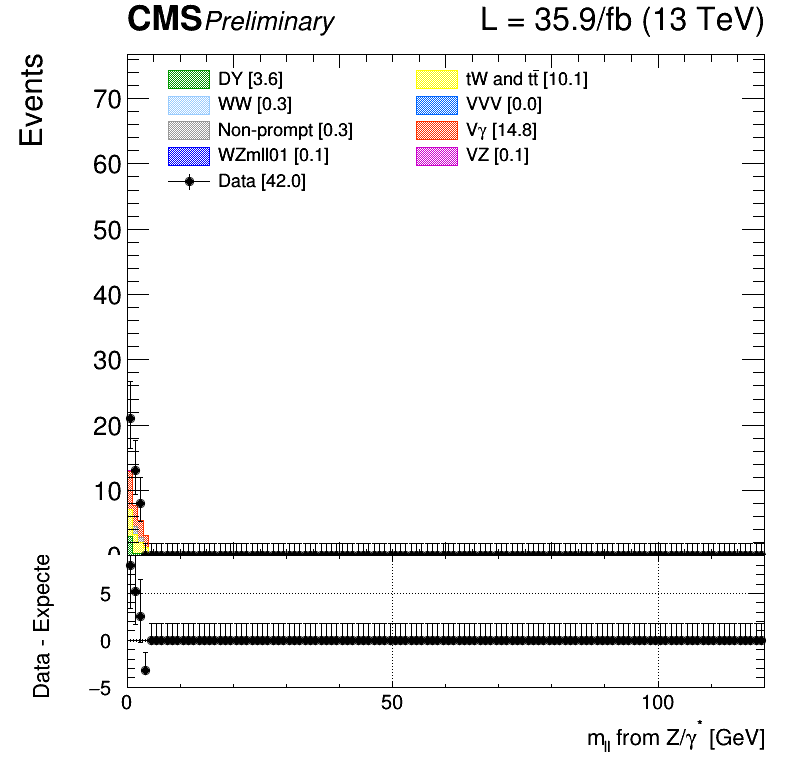 CMS Preliminary L = 35.9/fb (13 TeV)
Events
DY [3.6] tW and tt̄ [10.1]
WW [0.3] VVV [0.0]
Non-prompt [0.3] Vγ [14.8]
WZmll01 [0.1] VZ [0.1]
Data [42.0]
70
60
50
40
30
20
10
0
Data - Expecte
5
0
−5
0 50 100
m_ll from Z/γ* [GeV]